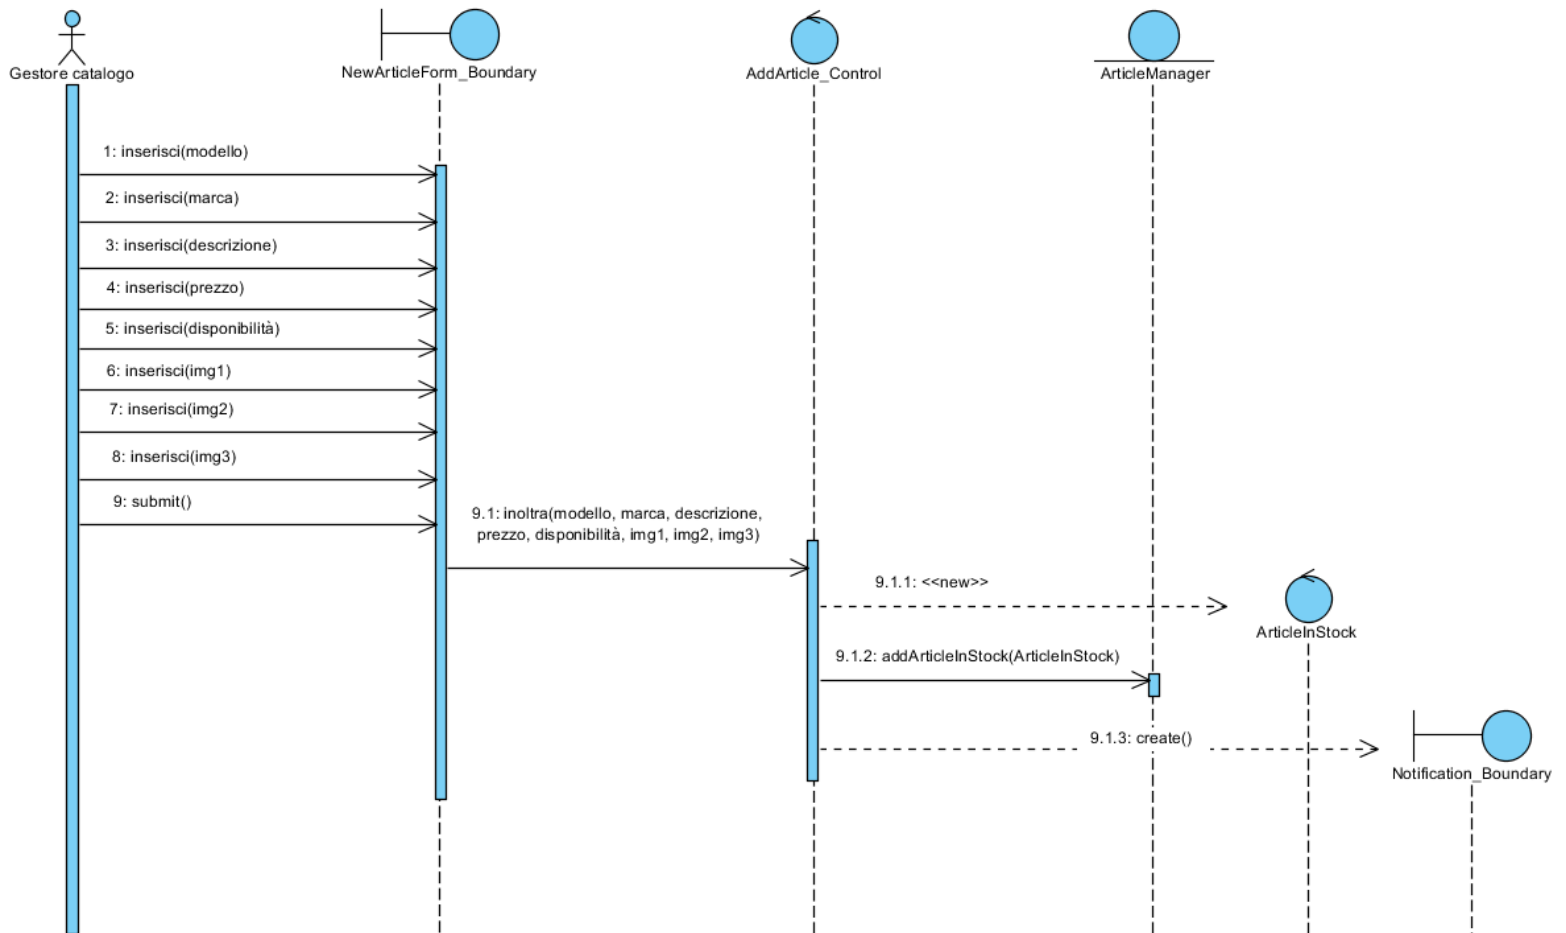 Gestore catalogo
NewArticleForm_Boundary
AddArticle_Control
ArticleManager
1: inserisci(modello)
2: inserisci(marca)
3: inserisci(descrizione)
4: inserisci(prezzo)
5: inserisci(disponibilità)
6: inserisci(img1)
7: inserisci(img2)
8: inserisci(img3)
9: submit()
9.1: inoltra(modello, marca, descrizione,
prezzo, disponibilità, img1, img2, img3)
9.1.1: <<new>>
ArticleInStock
9.1.2: addArticleInStock(ArticleInStock)
9.1.3: create()
Notification_Boundary